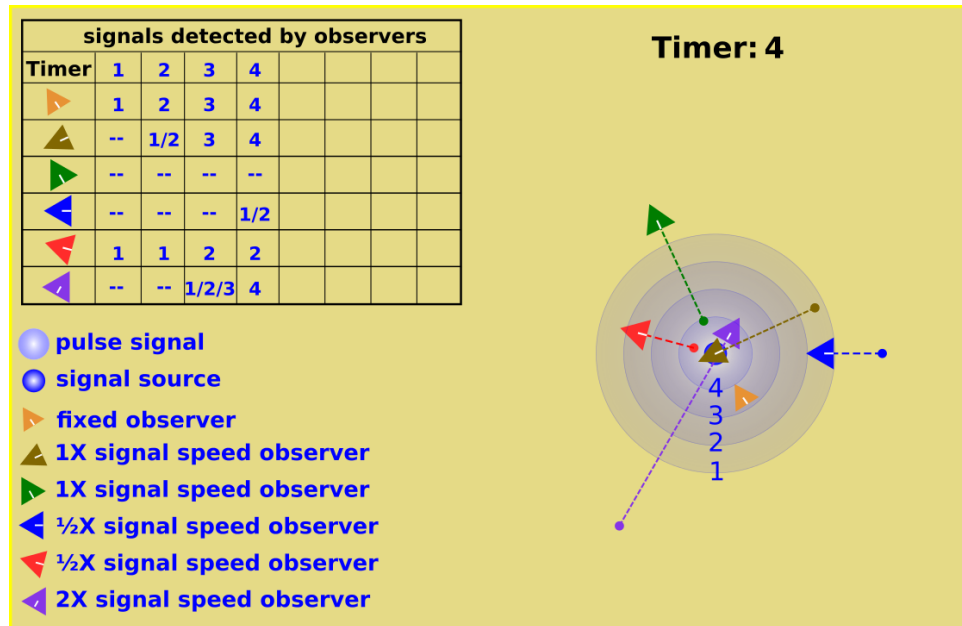 signals detected by observers
Timer 1 2 3 4
1 2 3 4
-- 1/2 3 4
-- -- -- --
-- -- -- 1/2
1 1 2 2
-- -- 1/2/3 4
Timer: 4
pulse signal
signal source
fixed observer
1X signal speed observer
1X signal speed observer
½X signal speed observer
½X signal speed observer
2X signal speed observer
4
3
2
1